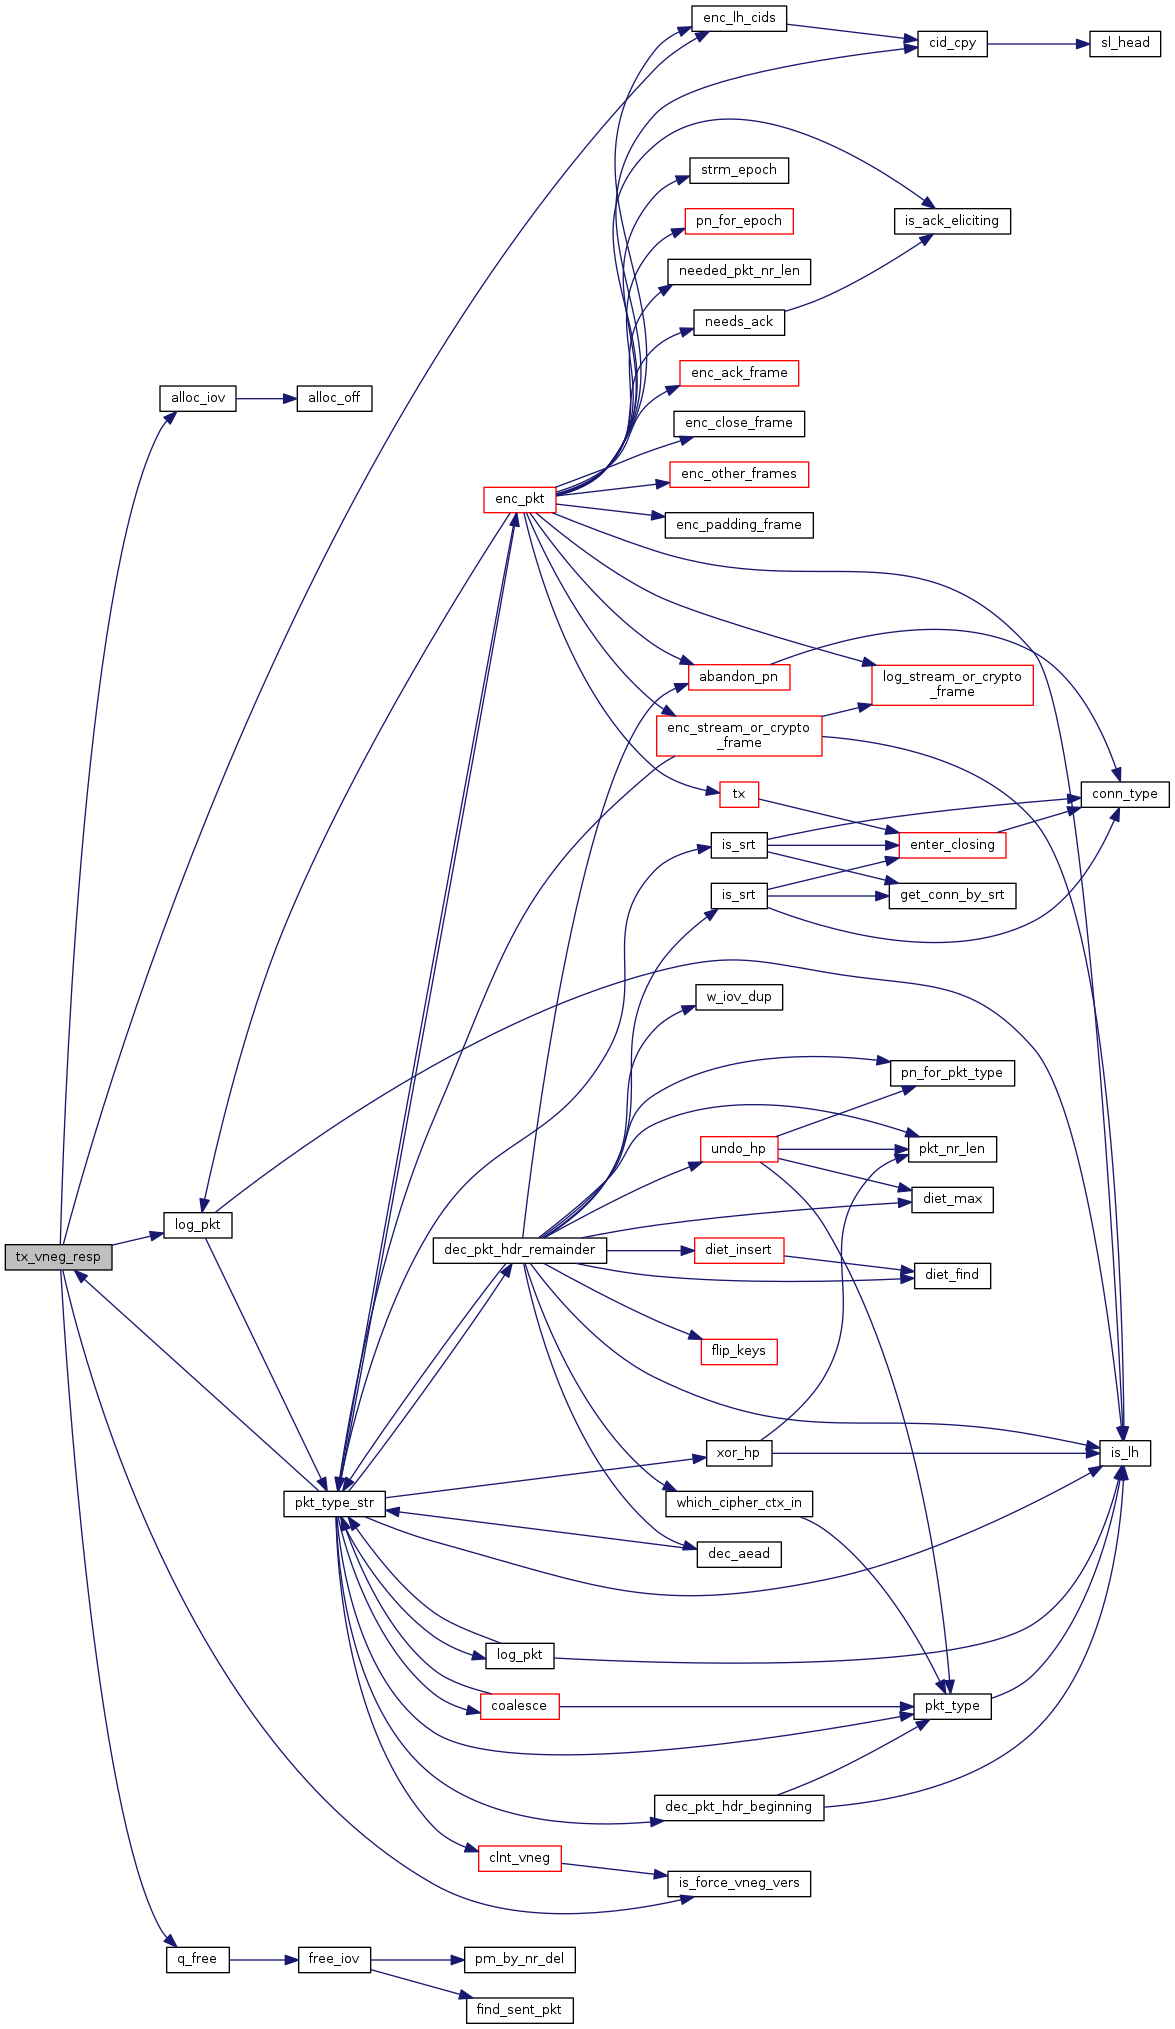 enc_lh_cids
cid_cpy
sl_head
strm_epoch
pn_for_epoch
is_ack_eliciting
needed_pkt_nr_len
needs_ack
enc_ack_frame
alloc_iov
alloc_off
enc_close_frame
enc_other_frames
enc_pkt
enc_padding_frame
abandon_pn
log_stream_or_crypto
_frame
enc_stream_or_crypto
_frame
tx
conn_type
is_srt
enter_closing
is_srt
get_conn_by_srt
w_iov_dup
pn_for_pkt_type
undo_hp
pkt_nr_len
diet_max
log_pkt
tx_vneg_resp
dec_pkt_hdr_remainder
diet_insert
diet_find
flip_keys
xor_hp
is_lh
pkt_type_str
which_cipher_ctx_in
dec_aead
log_pkt
coalesce
pkt_type
dec_pkt_hdr_beginning
clnt_vneg
is_force_vneg_vers
q_free
free_iov
pm_by_nr_del
find_sent_pkt